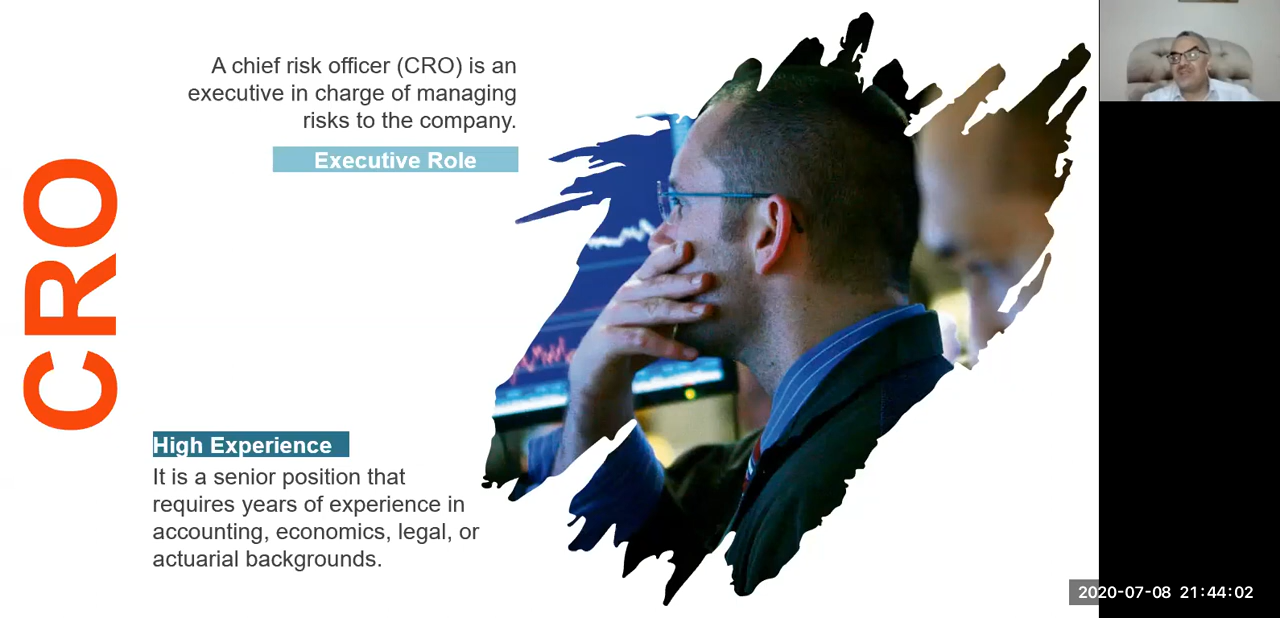 CRO
A chief risk officer (CRO) is an
executive in charge of managing
risks to the company.
Executive Role
High Experience
It is a senior position that
requires years of experience in
accounting, economics, legal, or
actuarial backgrounds.
2020-07-08 21:44:02